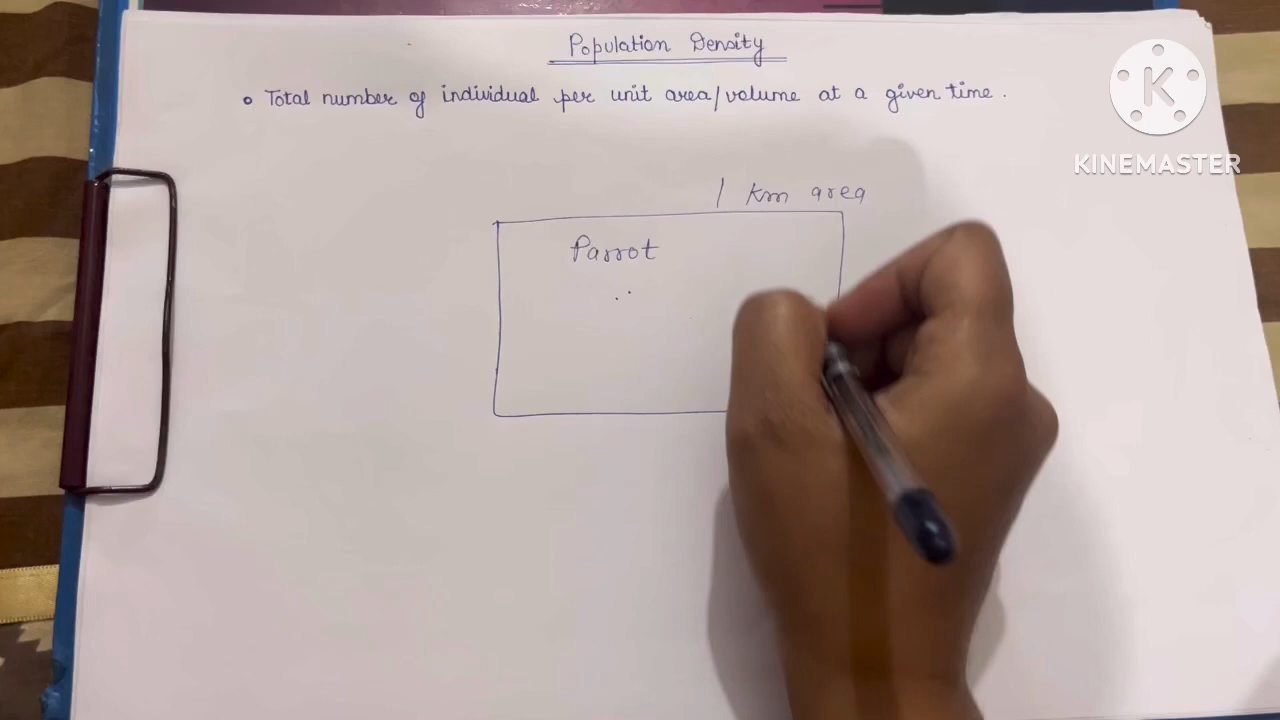 Population Density
• Total number of individual per unit area/volume at a given time.
1 km area
Parrot
K
KINEMASTER